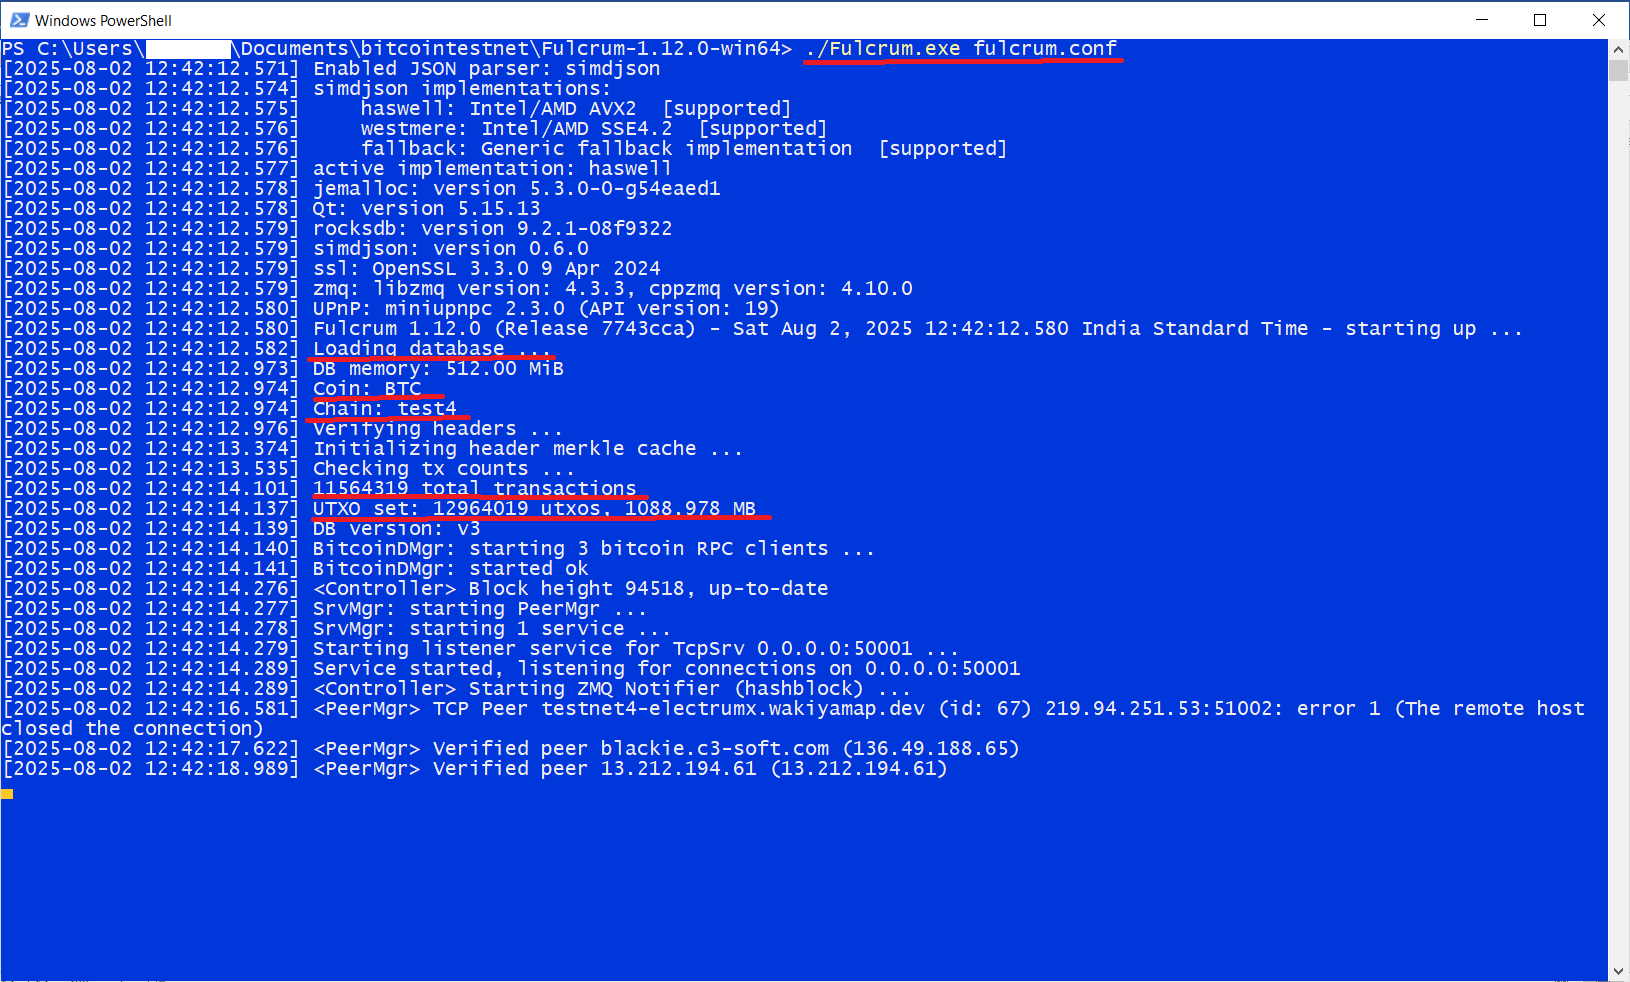 Windows PowerShell
PS C:\Users\ \Documents\bitcointestnet\Fulcrum-1.12.0-win64> ./Fulcrum.exe fulcrum.conf
[2025-08-02 12:42:12.571] Enabled JSON parser: simdjson
[2025-08-02 12:42:12.574] simdjson implementations:
[2025-08-02 12:42:12.575]     haswell: Intel/AMD AVX2  [supported]
[2025-08-02 12:42:12.576]     westmere: Intel/AMD SSE4.2  [supported]
[2025-08-02 12:42:12.576]     fallback: Generic fallback implementation  [supported]
[2025-08-02 12:42:12.577] active implementation: haswell
[2025-08-02 12:42:12.578] jemalloc: version 5.3.0-0-g54eaed1
[2025-08-02 12:42:12.578] Qt: version 5.15.13
[2025-08-02 12:42:12.579] rocksdb: version 9.2.1-08f9322
[2025-08-02 12:42:12.579] simdjson: version 0.6.0
[2025-08-02 12:42:12.579] ssl: OpenSSL 3.3.0 9 Apr 2024
[2025-08-02 12:42:12.579] zmq: libzmq version: 4.3.3, cppzmq version: 4.10.0
[2025-08-02 12:42:12.580] UPnP: miniupnpc 2.3.0 (API version: 19)
[2025-08-02 12:42:12.580] Fulcrum 1.12.0 (Release 7743cca) - Sat Aug 2, 2025 12:42:12.580 India Standard Time - starting up ...
[2025-08-02 12:42:12.582] Loading database ...
[2025-08-02 12:42:12.973] DB memory: 512.00 MiB
[2025-08-02 12:42:12.974] Coin: BTC
[2025-08-02 12:42:12.974] Chain: test4
[2025-08-02 12:42:12.976] Verifying headers ...
[2025-08-02 12:42:13.374] Initializing header merkle cache ...
[2025-08-02 12:42:13.535] Checking tx counts ...
[2025-08-02 12:42:14.101] 11564319 total transactions
[2025-08-02 12:42:14.137] UTXO set: 12964019 utxos, 1088.978 MB
[2025-08-02 12:42:14.139] DB version: v3
[2025-08-02 12:42:14.140] BitcoinDMgr: starting 3 bitcoin RPC clients ...
[2025-08-02 12:42:14.141] BitcoinDMgr: started ok
[2025-08-02 12:42:14.276] <Controller> Block height 94518, up-to-date
[2025-08-02 12:42:14.277] SrvMgr: starting PeerMgr ...
[2025-08-02 12:42:14.278] SrvMgr: starting 1 service ...
[2025-08-02 12:42:14.279] Starting listener service for TcpSrv 0.0.0.0:50001 ...
[2025-08-02 12:42:14.289] Service started, listening for connections on 0.0.0.0:50001
[2025-08-02 12:42:14.289] <Controller> Starting ZMQ Notifier (hashblock) ...
[2025-08-02 12:42:16.581] <PeerMgr> TCP Peer testnet4-electrumx.wakiyamap.dev (id: 67) 219.94.251.53:51002: error 1 (The remote host
closed the connection)
[2025-08-02 12:42:17.622] <PeerMgr> Verified peer blackie.c3-soft.com (136.49.188.65)
[2025-08-02 12:42:18.989] <PeerMgr> Verified peer 13.212.194.61 (13.212.194.61)